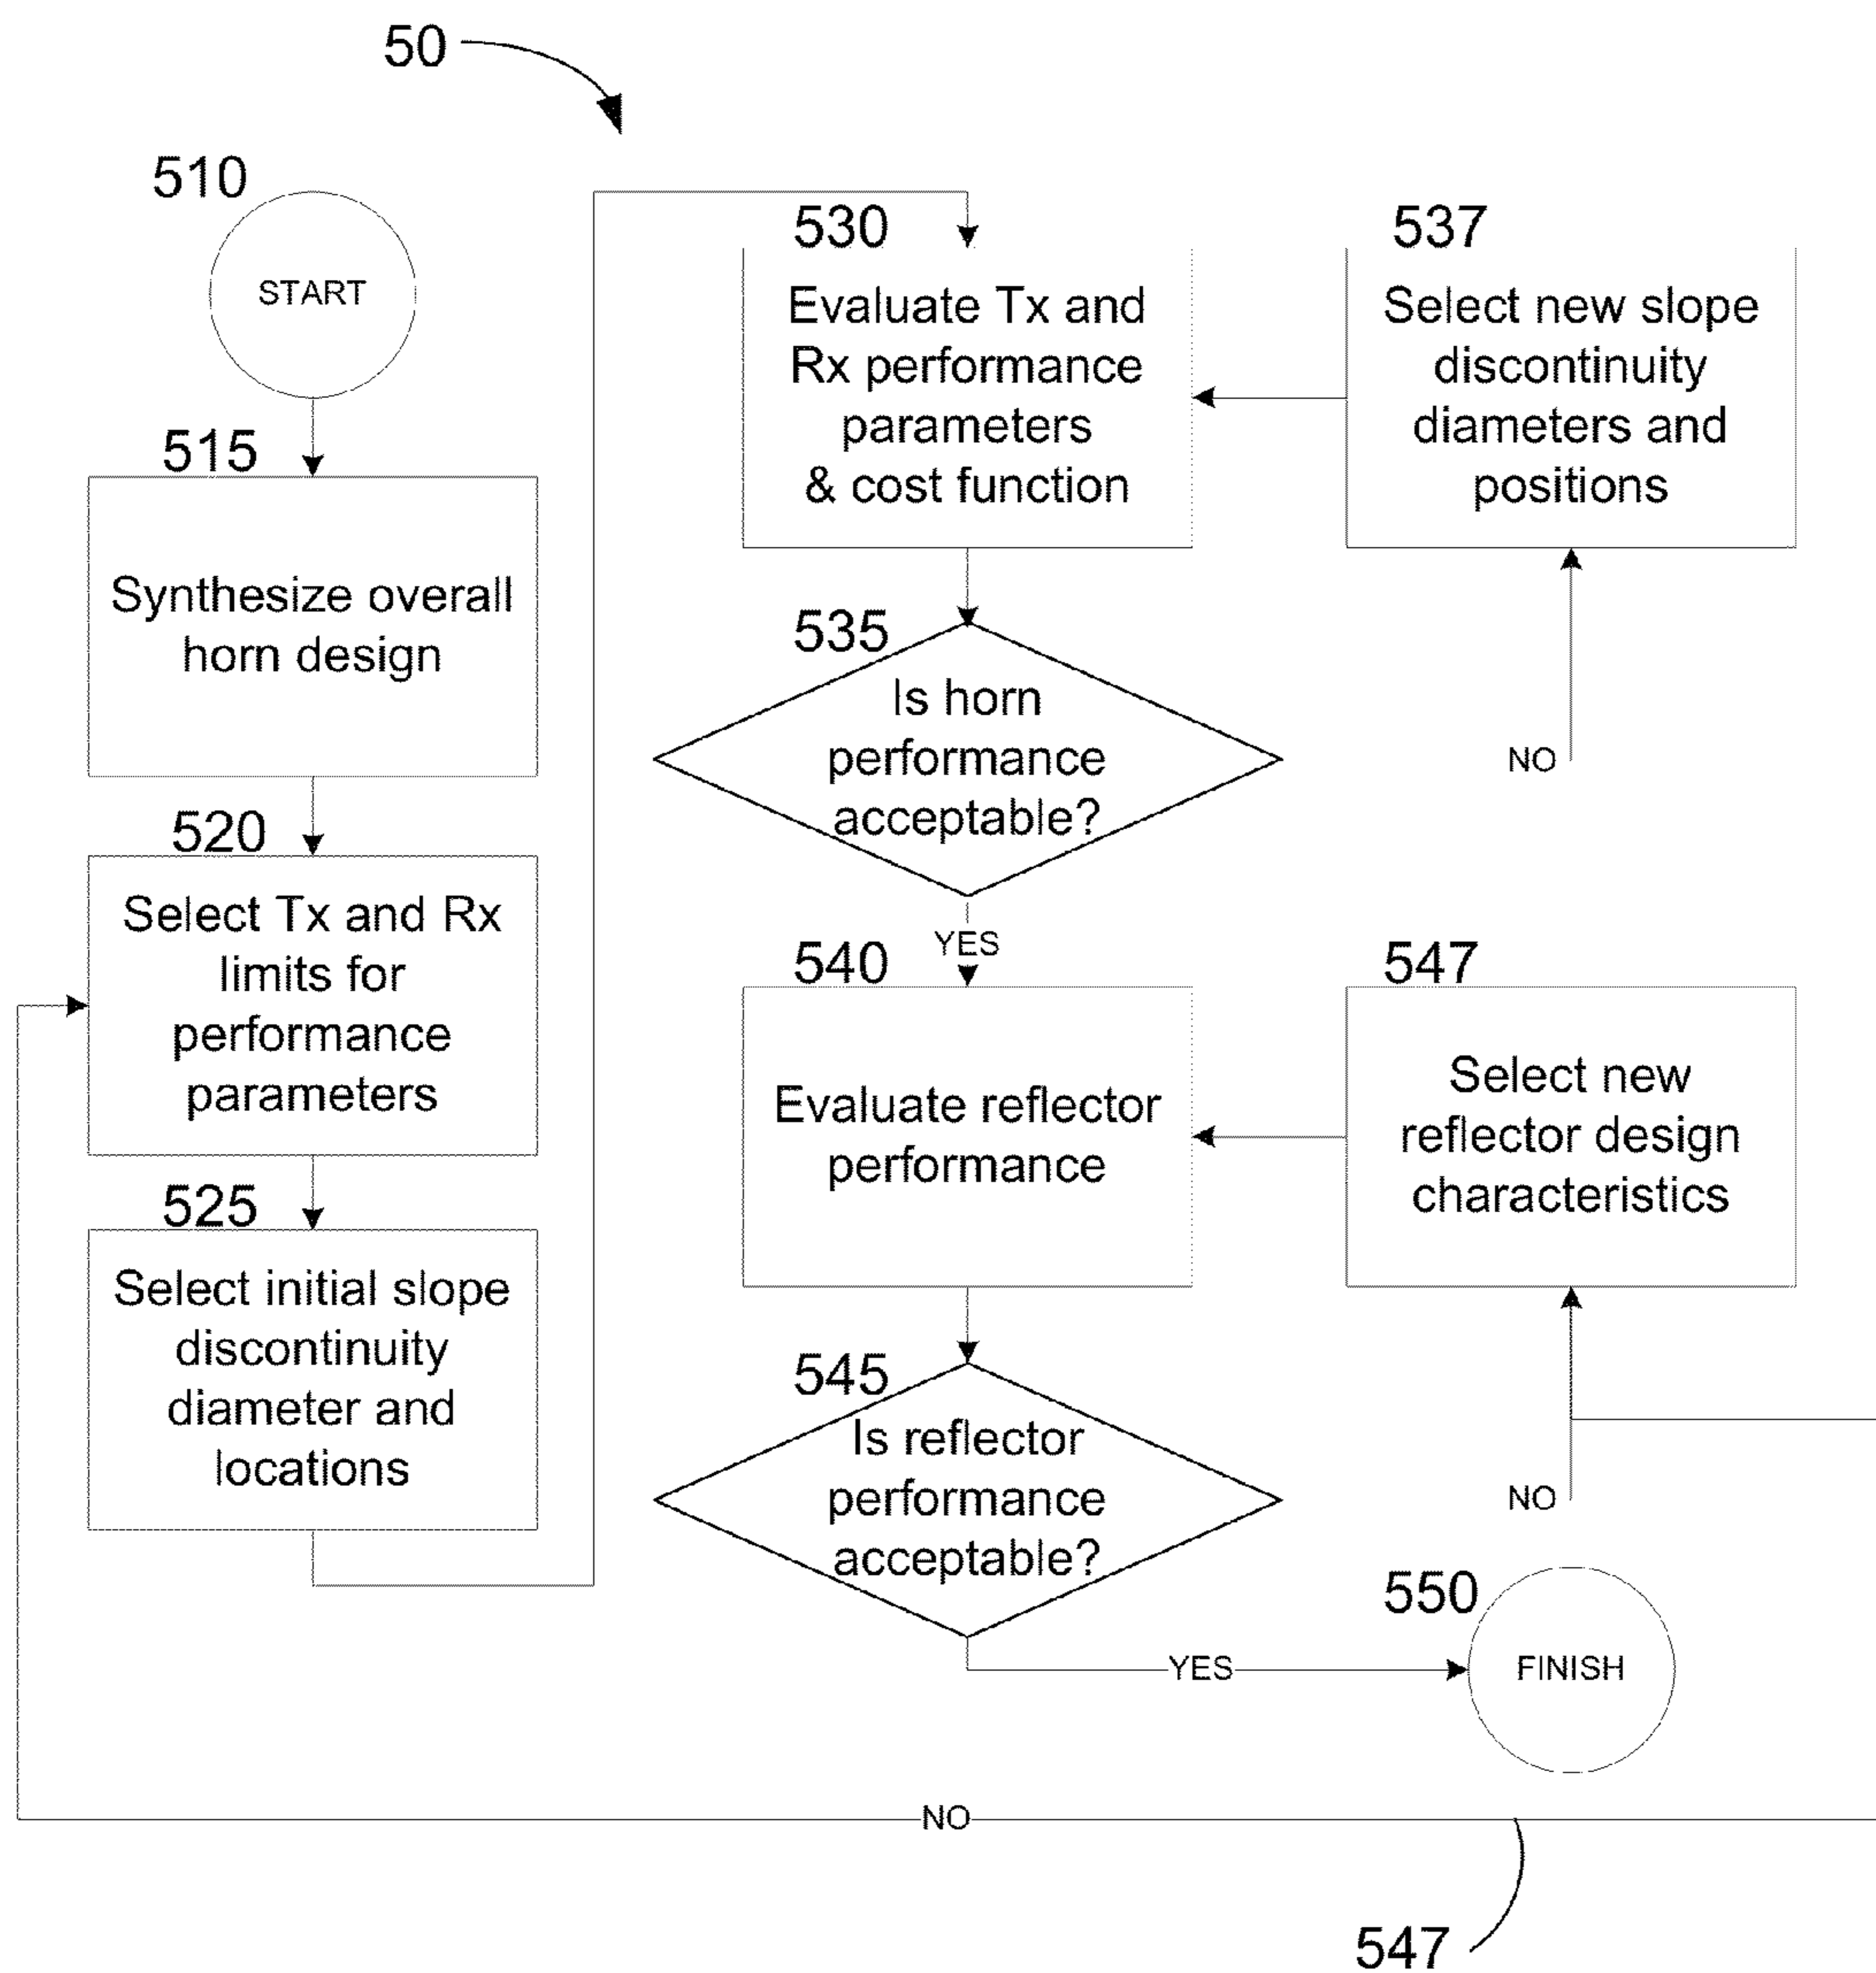 50
510
START
515
Synthesize overall
horn design
520
Select Tx and Rx
limits for
performance
parameters
525
Select initial slope
discontinuity
diameter and
locations
530
Evaluate Tx and
Rx performance
parameters
& cost function
537
Select new slope
discontinuity
diameters and
positions
535
Is horn
performance
acceptable?
NO
YES
540
Evaluate reflector
performance
547
Select new
reflector design
characteristics
545
Is reflector
performance
acceptable?
NO
YES
550
FINISH
NO
547